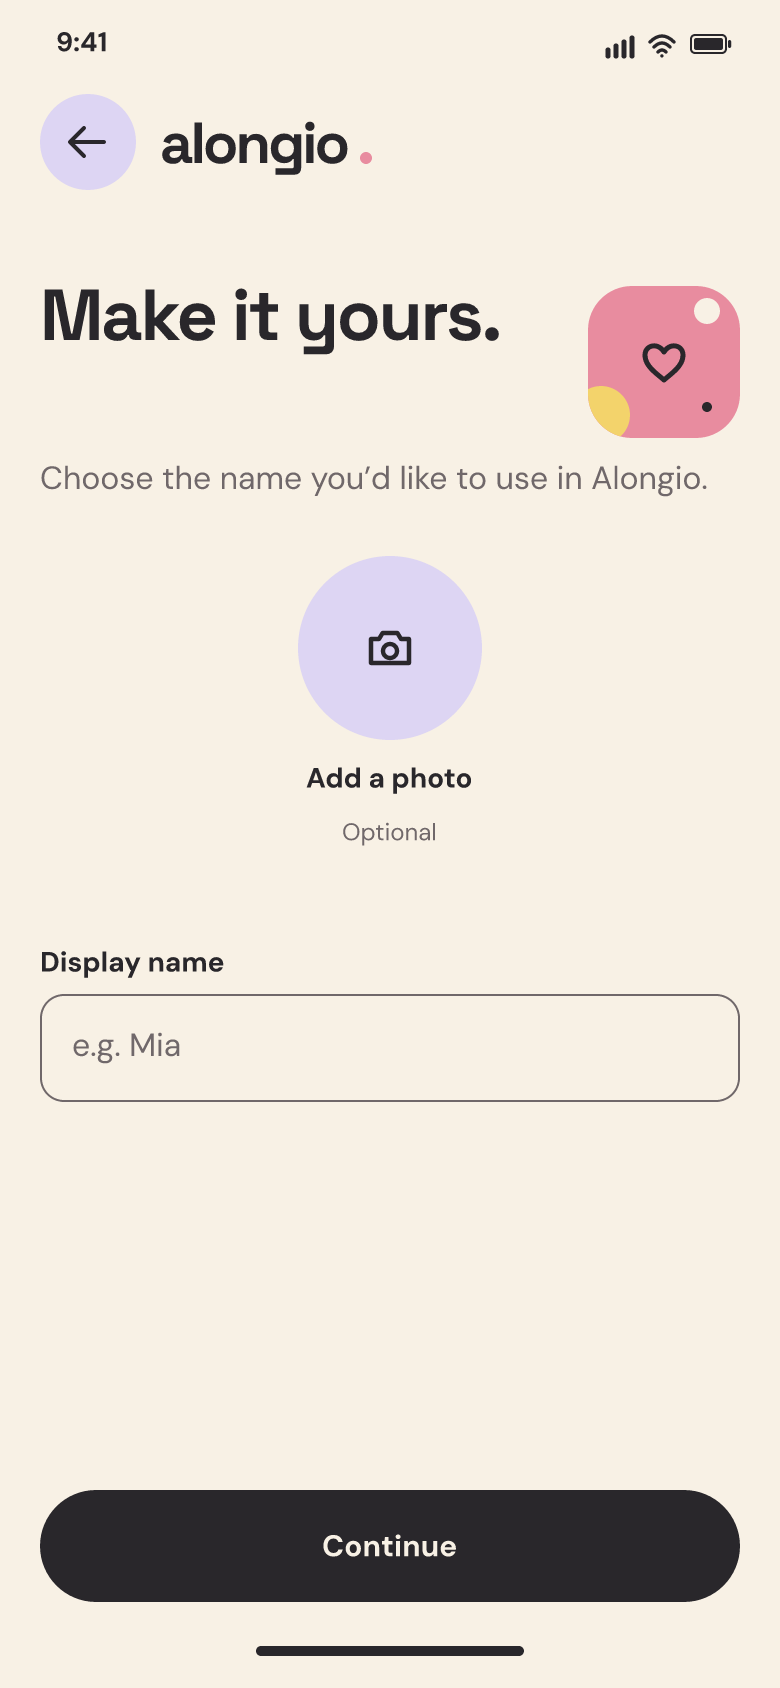 9:41
alongio.
Make it yours.
Choose the name you’d like to use in Alongio.
Add a photo
Optional
Display name
e.g. Mia
Continue